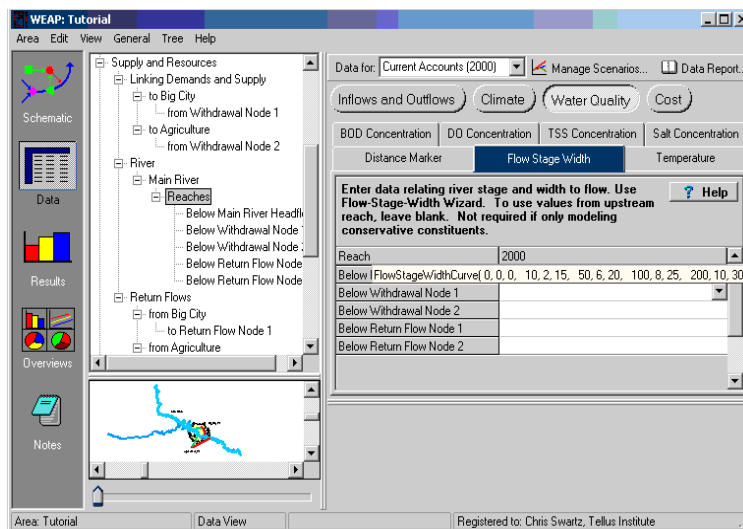 WEAP: Tutorial
Area Edit View General Tree Help
Schematic
Data
Results
Overviews
Notes
Supply and Resources
Linking Demands and Supply
to Big City
from Withdrawal Node 1
to Agriculture
from Withdrawal Node 2
River
Main River
Reaches
Below Main River Headfl
Below Withdrawal Node
Below Withdrawal Node
Below Return Flow Node
Below Return Flow Node
Return Flows
from Big City
to Return Flow Node 1
from Agriculture
Data for: Current Accounts (2000) Manage Scenarios... Data Report...
Inflows and Outflows Climate Water Quality Cost
BOD Concentration DO Concentration TSS Concentration Salt Concentration
Distance Marker Flow Stage Width Temperature
Enter data relating river stage and width to flow. Use
Flow-Stage-Width Wizard. To use values from upstream
reach, leave blank. Not required if only modeling
conservative constituents.
? Help
Reach 2000
Below FlowStageWidthCurve( 0, 0, 0, 10, 2, 15, 50, 6, 20, 100, 8, 25, 200, 10, 30
Below Withdrawal Node 1
Below Withdrawal Node 2
Below Return Flow Node 1
Below Return Flow Node 2
Area: Tutorial Data View Registered to: Chris Swartz, Tellus Institute